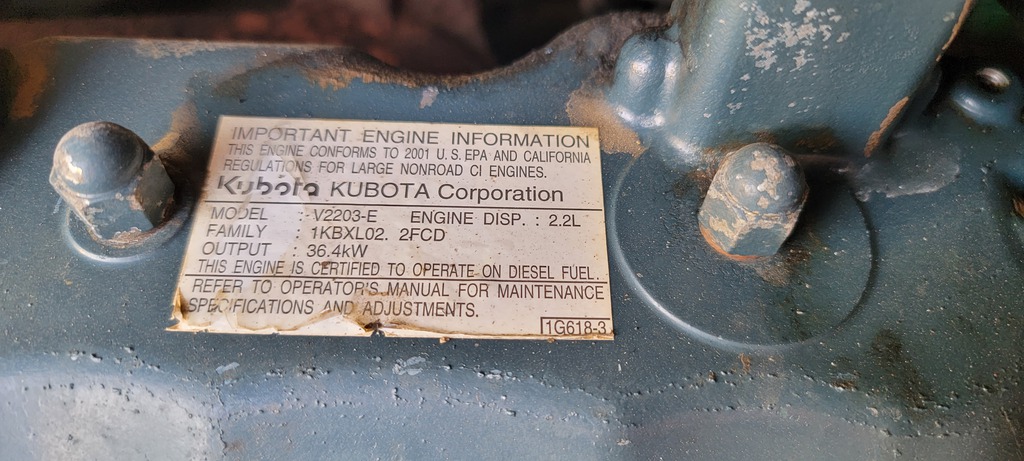 IMPORTANT ENGINE INFORMATION
THIS ENGINE CONFORMS TO 2001 U.S. EPA AND CALIFORNIA
REGULATIONS FOR LARGE NONROAD CI ENGINES.
Kubota KUBOTA Corporation
MODEL : V2203-E ENGINE DISP. : 2.2L
FAMILY : 1KBXL02. 2FCD
OUTPUT : 36.4kW
THIS ENGINE IS CERTIFIED TO OPERATE ON DIESEL FUEL.
REFER TO OPERATOR'S MANUAL FOR MAINTENANCE
SPECIFICATIONS AND ADJUSTMENTS.
1G618-3